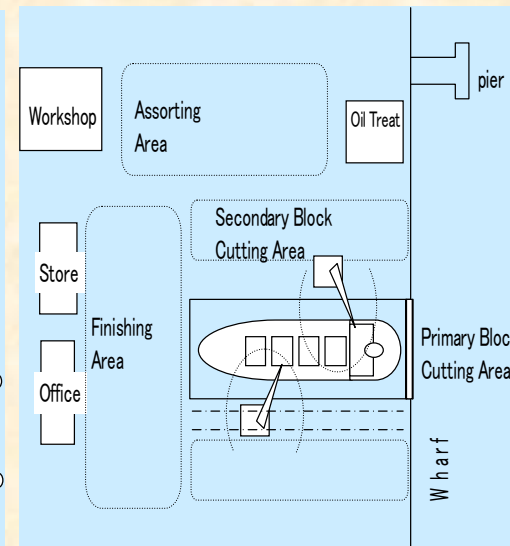 pier
Workshop
Assorting
Area
Oil Treat
Secondary Block
Cutting Area
Store
Finishing
Area
Primary Bloc
Cutting Area
Office
Wharf